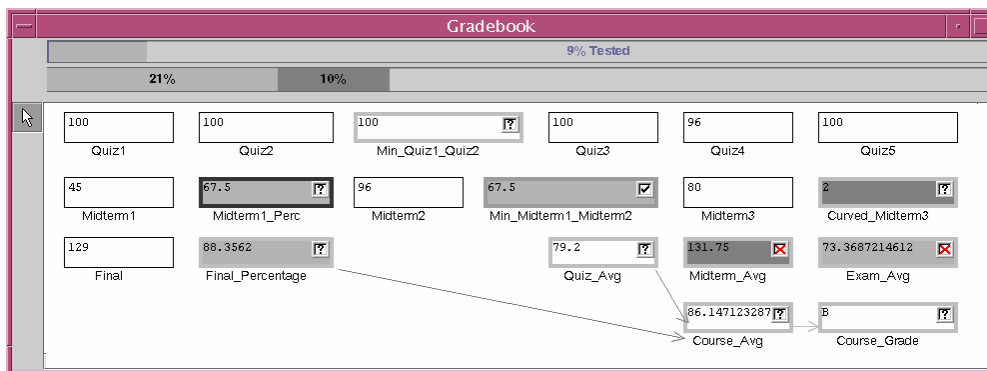 Gradebook
9% Tested
21% 10%
100 100 100 ? 100 96 100
Quiz1 Quiz2 Min_Quiz1_Quiz2 Quiz3 Quiz4 Quiz5
45 67.5 ? 96 67.5 80 2 ?
Midterm1 Midterm1_Perc Midterm2 Min_Midterm1_Midterm2 Midterm3 Curved_Midterm3
129 88.3562 ? 79.2 ? 131.75 73.3687214612
Final Final_Percentage Quiz_Avg Midterm_Avg Exam_Avg
86.147123287 ? B ?
Course_Avg Course_Grade